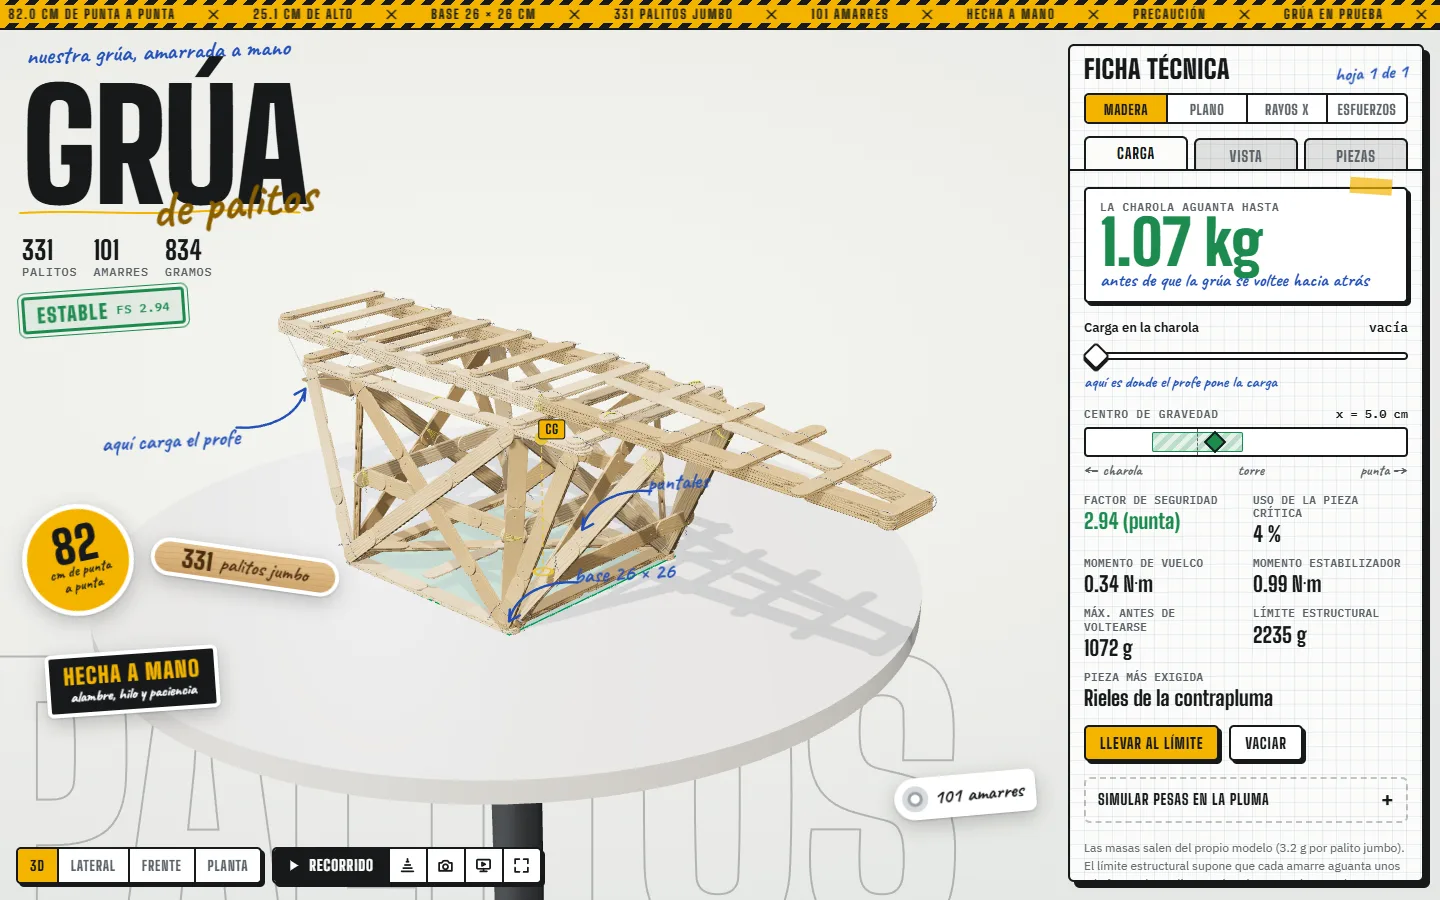 82.0 CM DE PUNTA A PUNTA × 25.1 CM DE ALTO × BASE 26 × 26 CM × 331 PALITOS JUMBO × 101 AMARRES × HECHA A MANO × PRECAUCIÓN × GRÚA EN PRUEBA ×
nuestra grúa, amarrada a mano
GRÚA
de palitos
331 101 834
PALITOS AMARRES GRAMOS
ESTABLE FS 2.94
aquí carga el profe
CG
puntales
base 26 × 26
82
cm de punta
a punta
331 palitos jumbo
HECHA A MANO
alambre, hilo y paciencia
101 amarres
PALITOS
3D LATERAL FRENTE PLANTA
RECORRIDO
FICHA TÉCNICA
hoja 1 de 1
MADERA PLANO RAYOS X ESFUERZOS
CARGA VISTA PIEZAS
LA CHAROLA AGUANTA HASTA
1.07 kg
antes de que la grúa se voltee hacia atrás
Carga en la charola vacía
aquí es donde el profe pone la carga
CENTRO DE GRAVEDAD x = 5.0 cm
← charola torre punta →
FACTOR DE SEGURIDAD
2.94 (punta)
USO DE LA PIEZA
CRÍTICA
4 %
MOMENTO DE VUELCO
0.34 N·m
MOMENTO ESTABILIZADOR
0.99 N·m
MÁX. ANTES DE
VOLTEARSE
1072 g
LÍMITE ESTRUCTURAL
2235 g
PIEZA MÁS EXIGIDA
Rieles de la contrapluma
LLEVAR AL LÍMITE VACIAR
SIMULAR PESAS EN LA PLUMA +
Las masas salen del propio modelo (3.2 g por palito jumbo).
El límite estructural supone que cada amarre aguanta unos